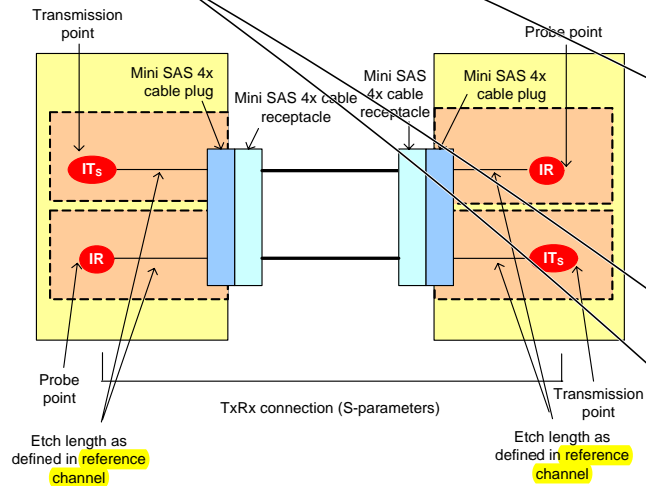 Transmission
point
Probe point
Mini SAS 4x
cable plug
Mini SAS 4x cable
receptacle
Mini SAS
4x cable
receptacle
Mini SAS 4x
cable plug
ITS
IR
IR
ITS
Probe
point
TxRx connection (S-parameters)
Transmission
point
Etch length as
defined in reference
channel
Etch length as
defined in reference
channel